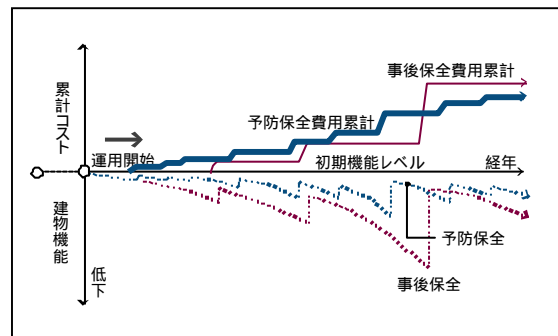 事後保全費用累計
累計コスト
予防保全費用累計
運用開始
初期機能レベル
経年
建物機能
予防保全
低下
事後保全